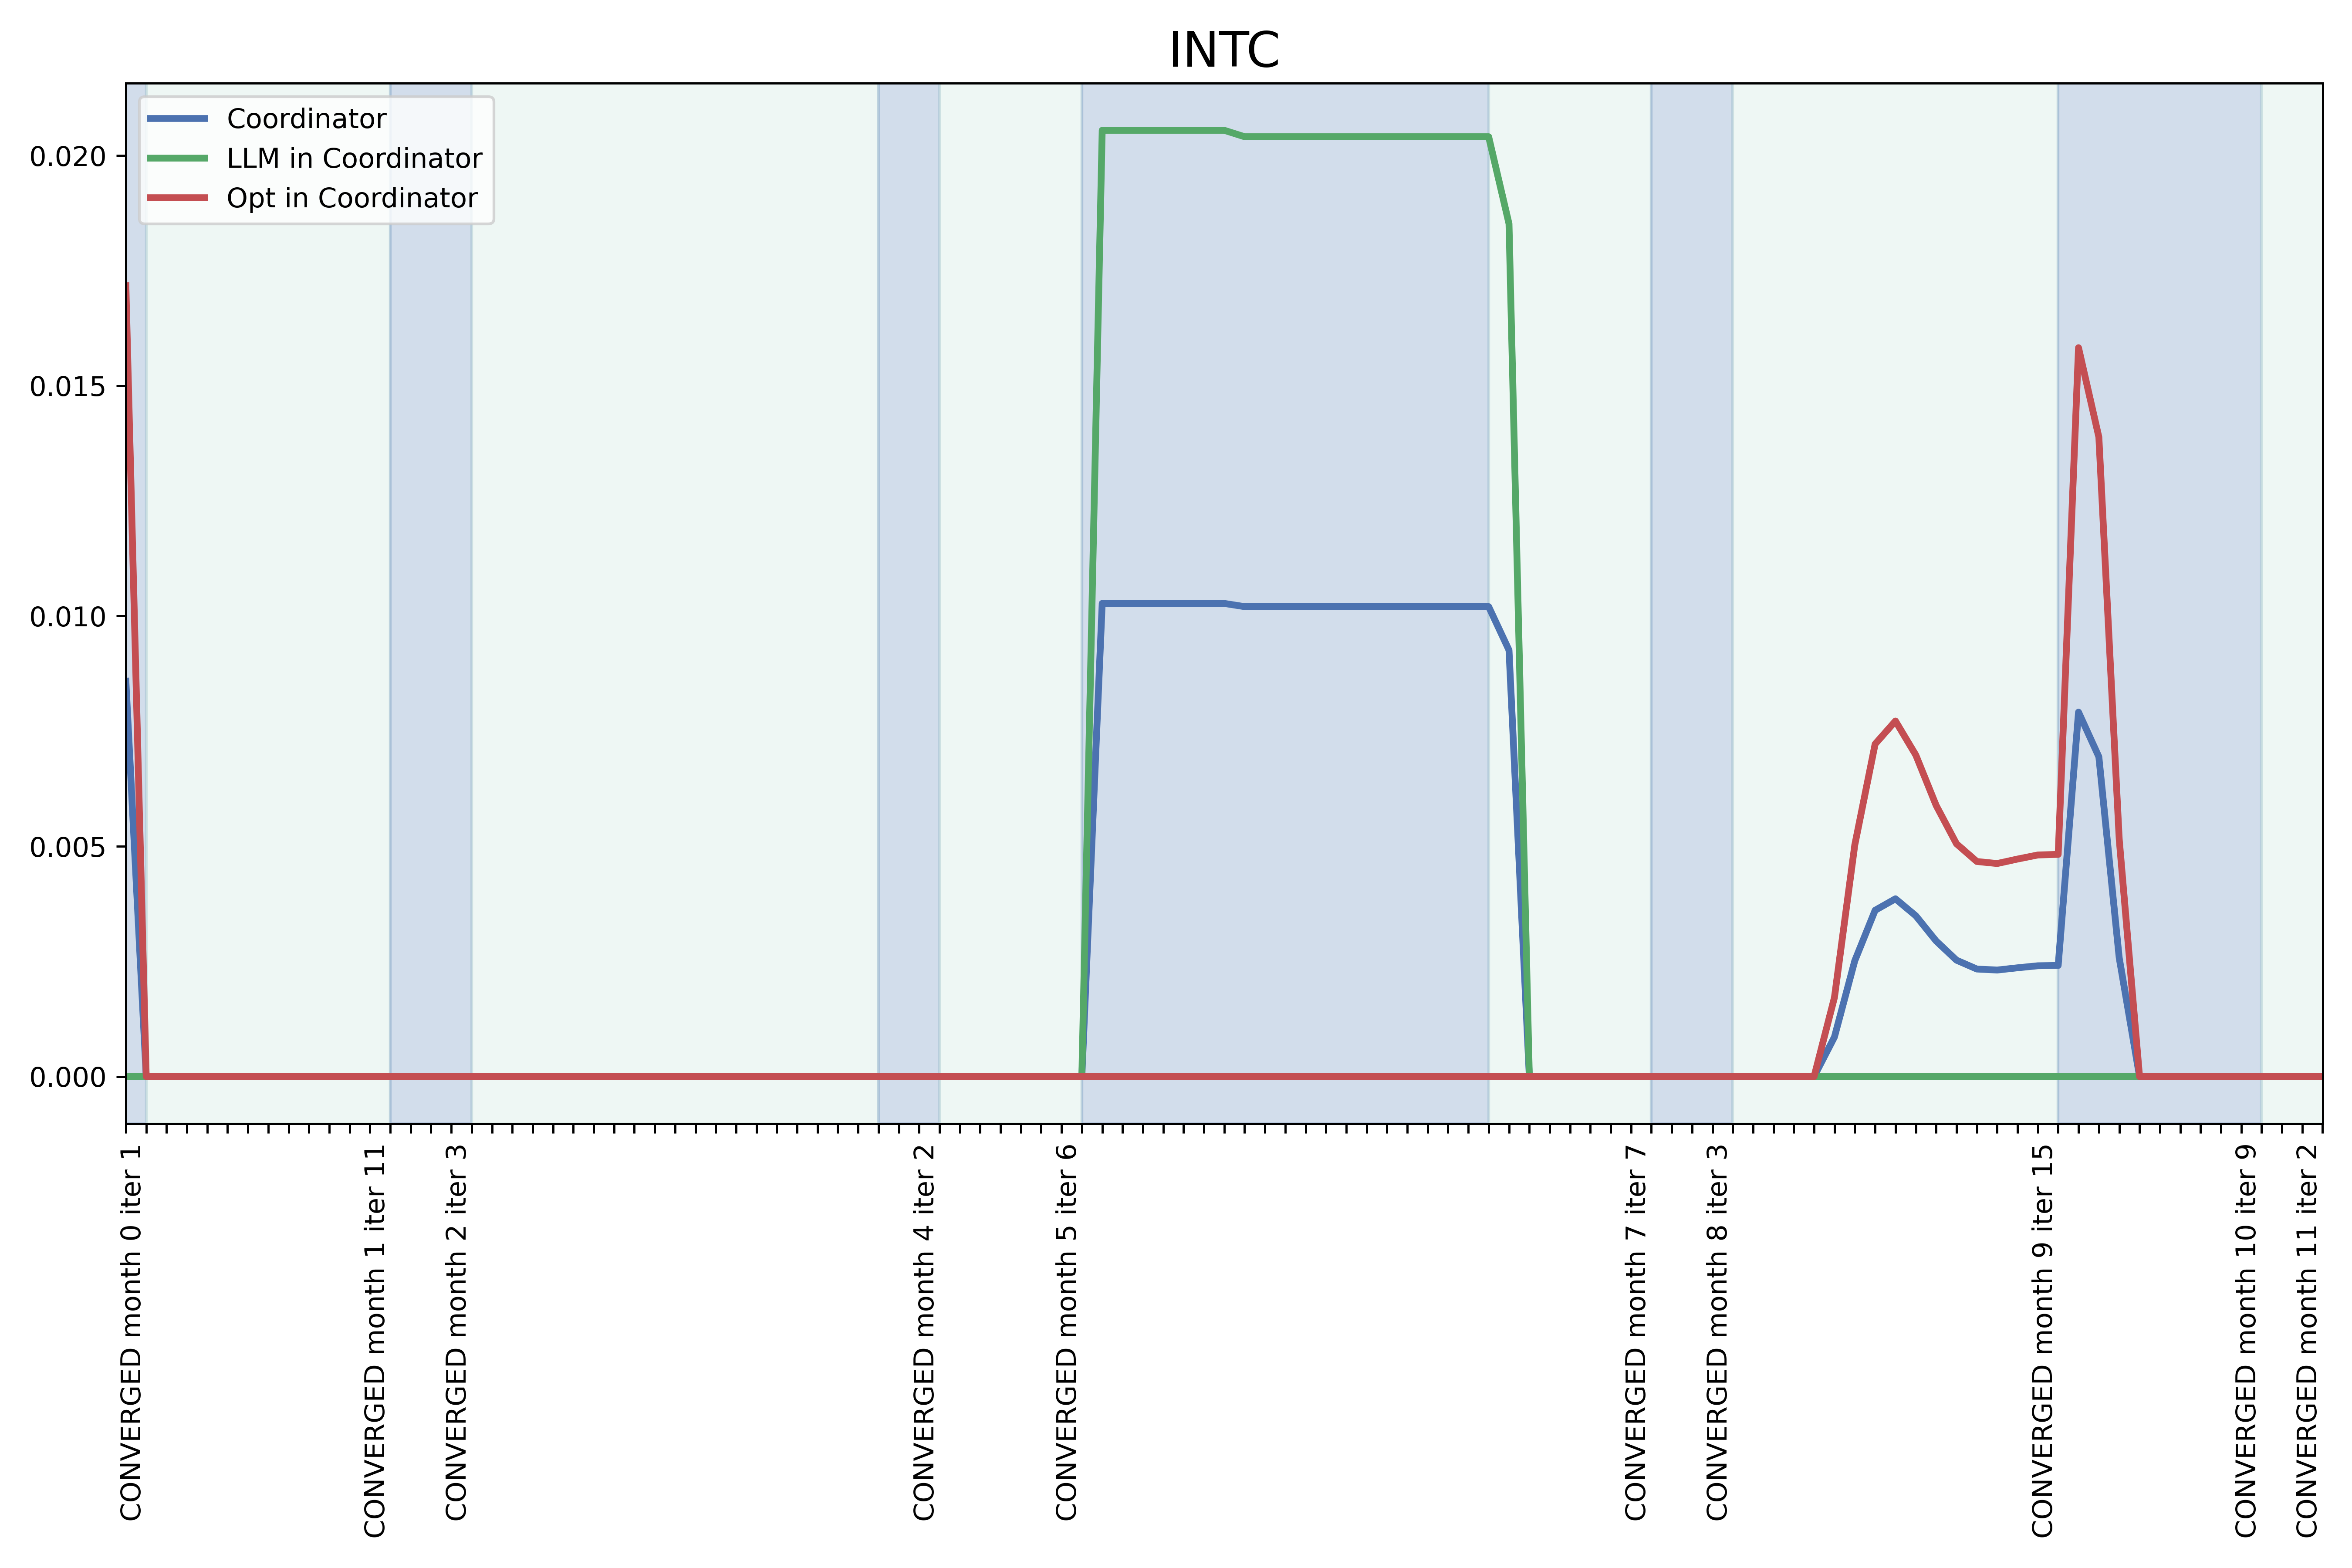 INTC
Coordinator
LLM in Coordinator
Opt in Coordinator
0.020
0.015
0.010
0.005
0.000
CONVERGED month 0 iter 1
CONVERGED month 1 iter 11
CONVERGED month 2 iter 3
CONVERGED month 4 iter 2
CONVERGED month 5 iter 6
CONVERGED month 7 iter 7
CONVERGED month 8 iter 3
CONVERGED month 9 iter 15
CONVERGED month 10 iter 9
CONVERGED month 11 iter 2